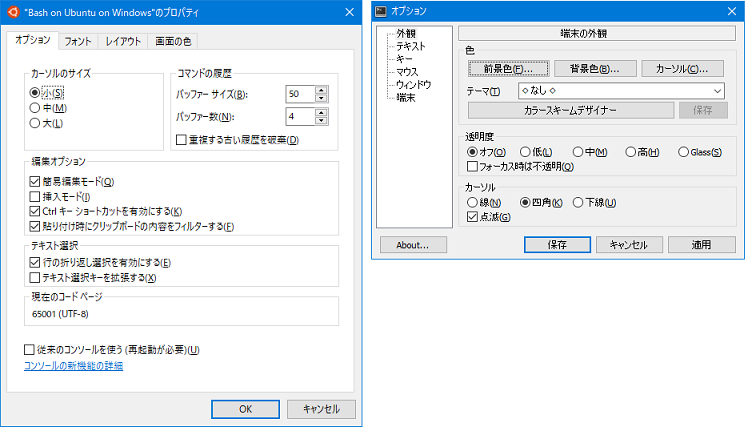 "Bash on Ubuntu on Windows"のプロパティ
オプション
フォント
レイアウト
画面の色
カーソルのサイズ
小(S)
中(M)
大(L)
コマンドの履歴
バッファー サイズ(B):
50
バッファー数(N):
4
重複する古い履歴を破棄(D)
編集オプション
簡易編集モード(Q)
挿入モード(I)
Ctrl キー ショートカットを有効にする(K)
貼り付け時にクリップボードの内容をフィルターする(F)
テキスト選択
行の折り返し選択を有効にする(E)
テキスト選択キーを拡張する(X)
現在のコード ページ
65001 (UTF-8)
従来のコンソールを使う (再起動が必要)(U)
コンソールの新機能の詳細
OK
キャンセル
オプション
外観
テキスト
キー
マウス
ウィンドウ
端末
端末の外観
色
前景色(F)...
背景色(B)...
カーソル(C)...
テーマ(T)
◇なし◇
カラースキームデザイナー
保存
透明度
オフ(O)
低(L)
中(M)
高(H)
Glass(S)
フォーカス時は不透明(Q)
カーソル
線(N)
四角(K)
下線(U)
点滅(G)
About...
保存
キャンセル
適用